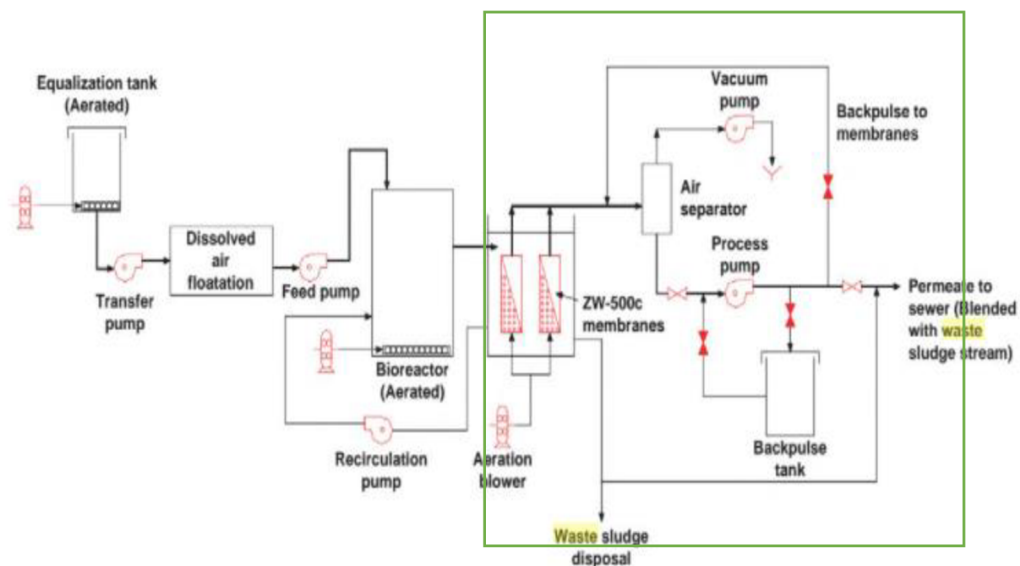 Equalization tank
(Aerated)
Transfer
pump
Dissolved
air
floatation
Feed pump
Bioreactor
(Aerated)
Recirculation
pump
Aeration
blower
ZW-500c
membranes
Air
separator
Vacuum
pump
Backpulse to
membranes
Process
pump
Backpulse
tank
Permeate to
sewer (Blended
with waste
sludge stream)
Waste sludge
disposal